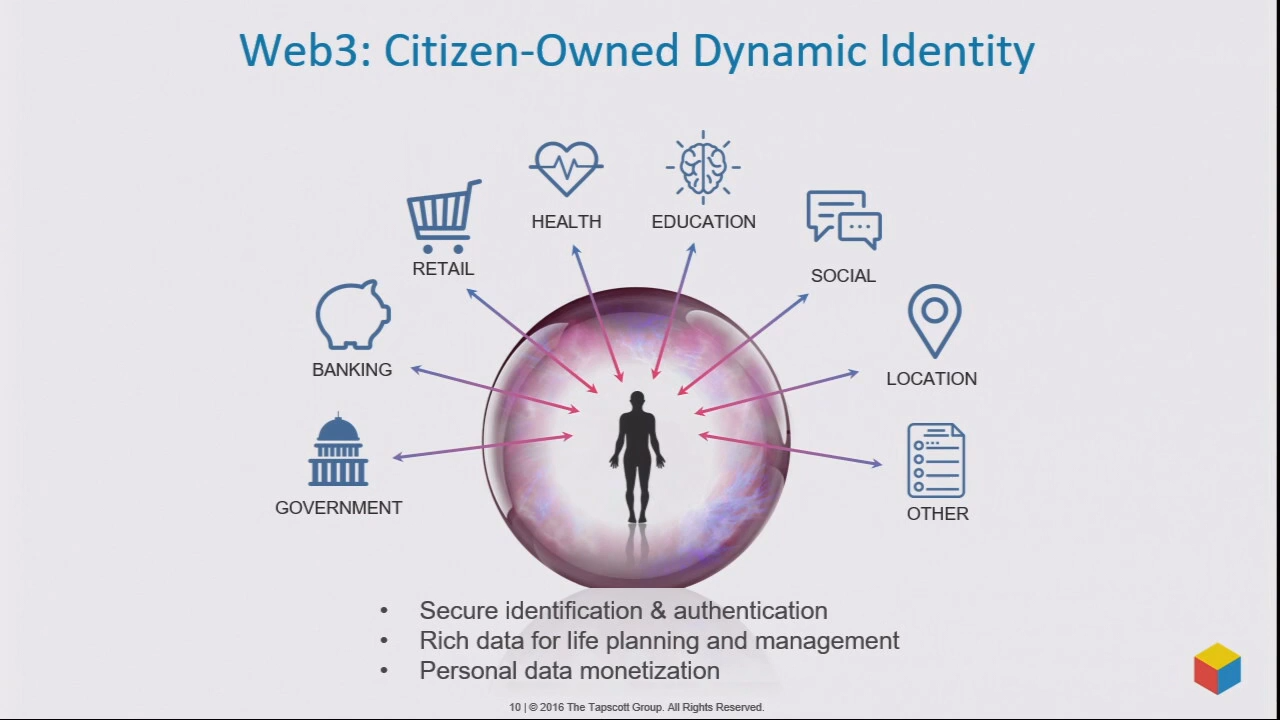 Web3: Citizen-Owned Dynamic Identity
HEALTH
EDUCATION
RETAIL
SOCIAL
BANKING
LOCATION
GOVERNMENT
OTHER
• Secure identification & authentication
• Rich data for life planning and management
• Personal data monetization
10 | © 2016 The Tapscott Group. All Rights Reserved.